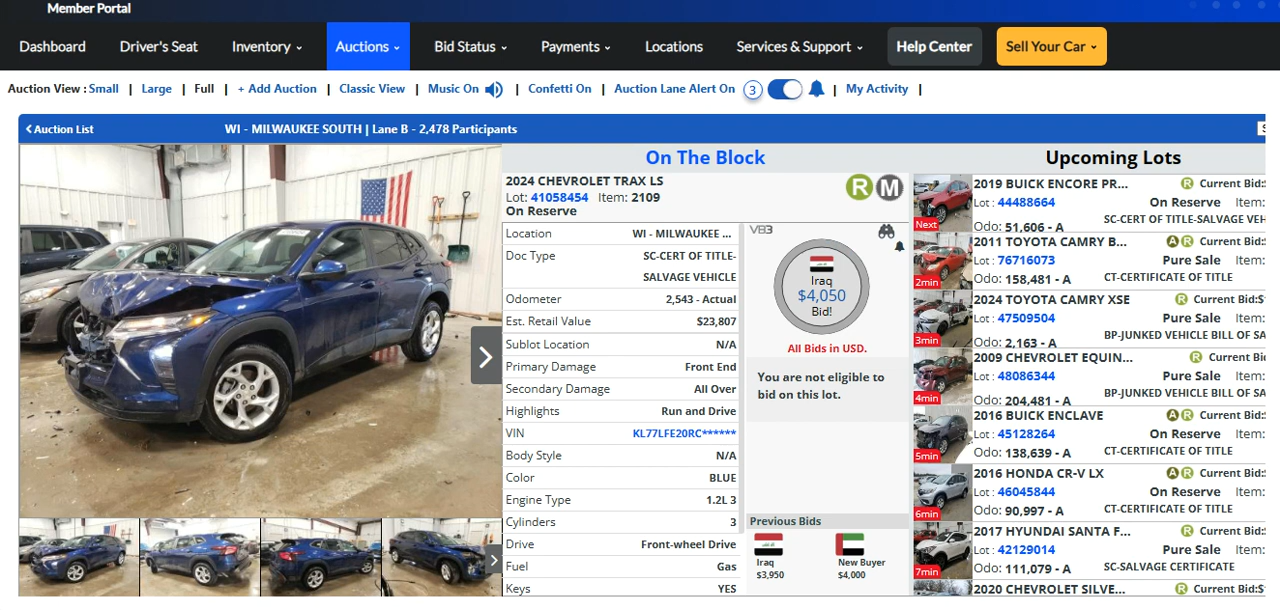 Member Portal
Dashboard Driver's Seat Inventory Auctions Bid Status Payments Locations Services & Support Help Center Sell Your Car
Auction View : Small | Large | Full | + Add Auction | Classic View | Music On | Confetti On | Auction Lane Alert On 3 | My Activity |
Auction List WI - MILWAUKEE SOUTH | Lane B - 2,478 Participants
On The Block
2024 CHEVROLET TRAX LS
Lot: 41058454 Item: 2109
On Reserve
R M
Location WI - MILWAUKEE ...
Doc Type SC-CERT OF TITLE-
SALVAGE VEHICLE
Odometer 2,543 - Actual
Est. Retail Value $23,807
Sublot Location N/A
Primary Damage Front End
Secondary Damage All Over
Highlights Run and Drive
VIN KL77LFE20RC******
Body Style N/A
Color BLUE
Engine Type 1.2L 3
Cylinders 3
Drive Front-wheel Drive
Fuel Gas
Keys YES
VB3
Iraq
$4,050
Bid!
All Bids in USD.
You are not eligible to
bid on this lot.
Previous Bids
Iraq
$3,950
New Buyer
$4,000
Upcoming Lots
2019 BUICK ENCORE PR... R Current Bid:
Lot : 44488664 On Reserve Item:
Next Odo: 51,606 - A SC-CERT OF TITLE-SALVAGE VEH
2011 TOYOTA CAMRY B... A R Current Bid:
Lot : 76716073 Pure Sale Item:
2min Odo: 158,481 - A CT-CERTIFICATE OF TITLE
2024 TOYOTA CAMRY XSE R Current Bid:$
Lot : 47509504 Pure Sale Item:
3min Odo: 2,163 - A BP-JUNKED VEHICLE BILL OF SA
2009 CHEVROLET EQUIN... R Current Bi
Lot : 48086344 Pure Sale Item:
4min Odo: 204,481 - A BP-JUNKED VEHICLE BILL OF SA
2016 BUICK ENCLAVE A R Current Bid:
Lot : 45128264 On Reserve Item:
5min Odo: 138,639 - A CT-CERTIFICATE OF TITLE
2016 HONDA CR-V LX A R Current Bid:
Lot : 46045844 On Reserve Item:
6min Odo: 90,997 - A CT-CERTIFICATE OF TITLE
2017 HYUNDAI SANTA F... R Current Bid:
Lot : 42129014 Pure Sale Item:
7min Odo: 111,079 - A SC-SALVAGE CERTIFICATE
2020 CHEVROLET SILVE... R Current Bid:$